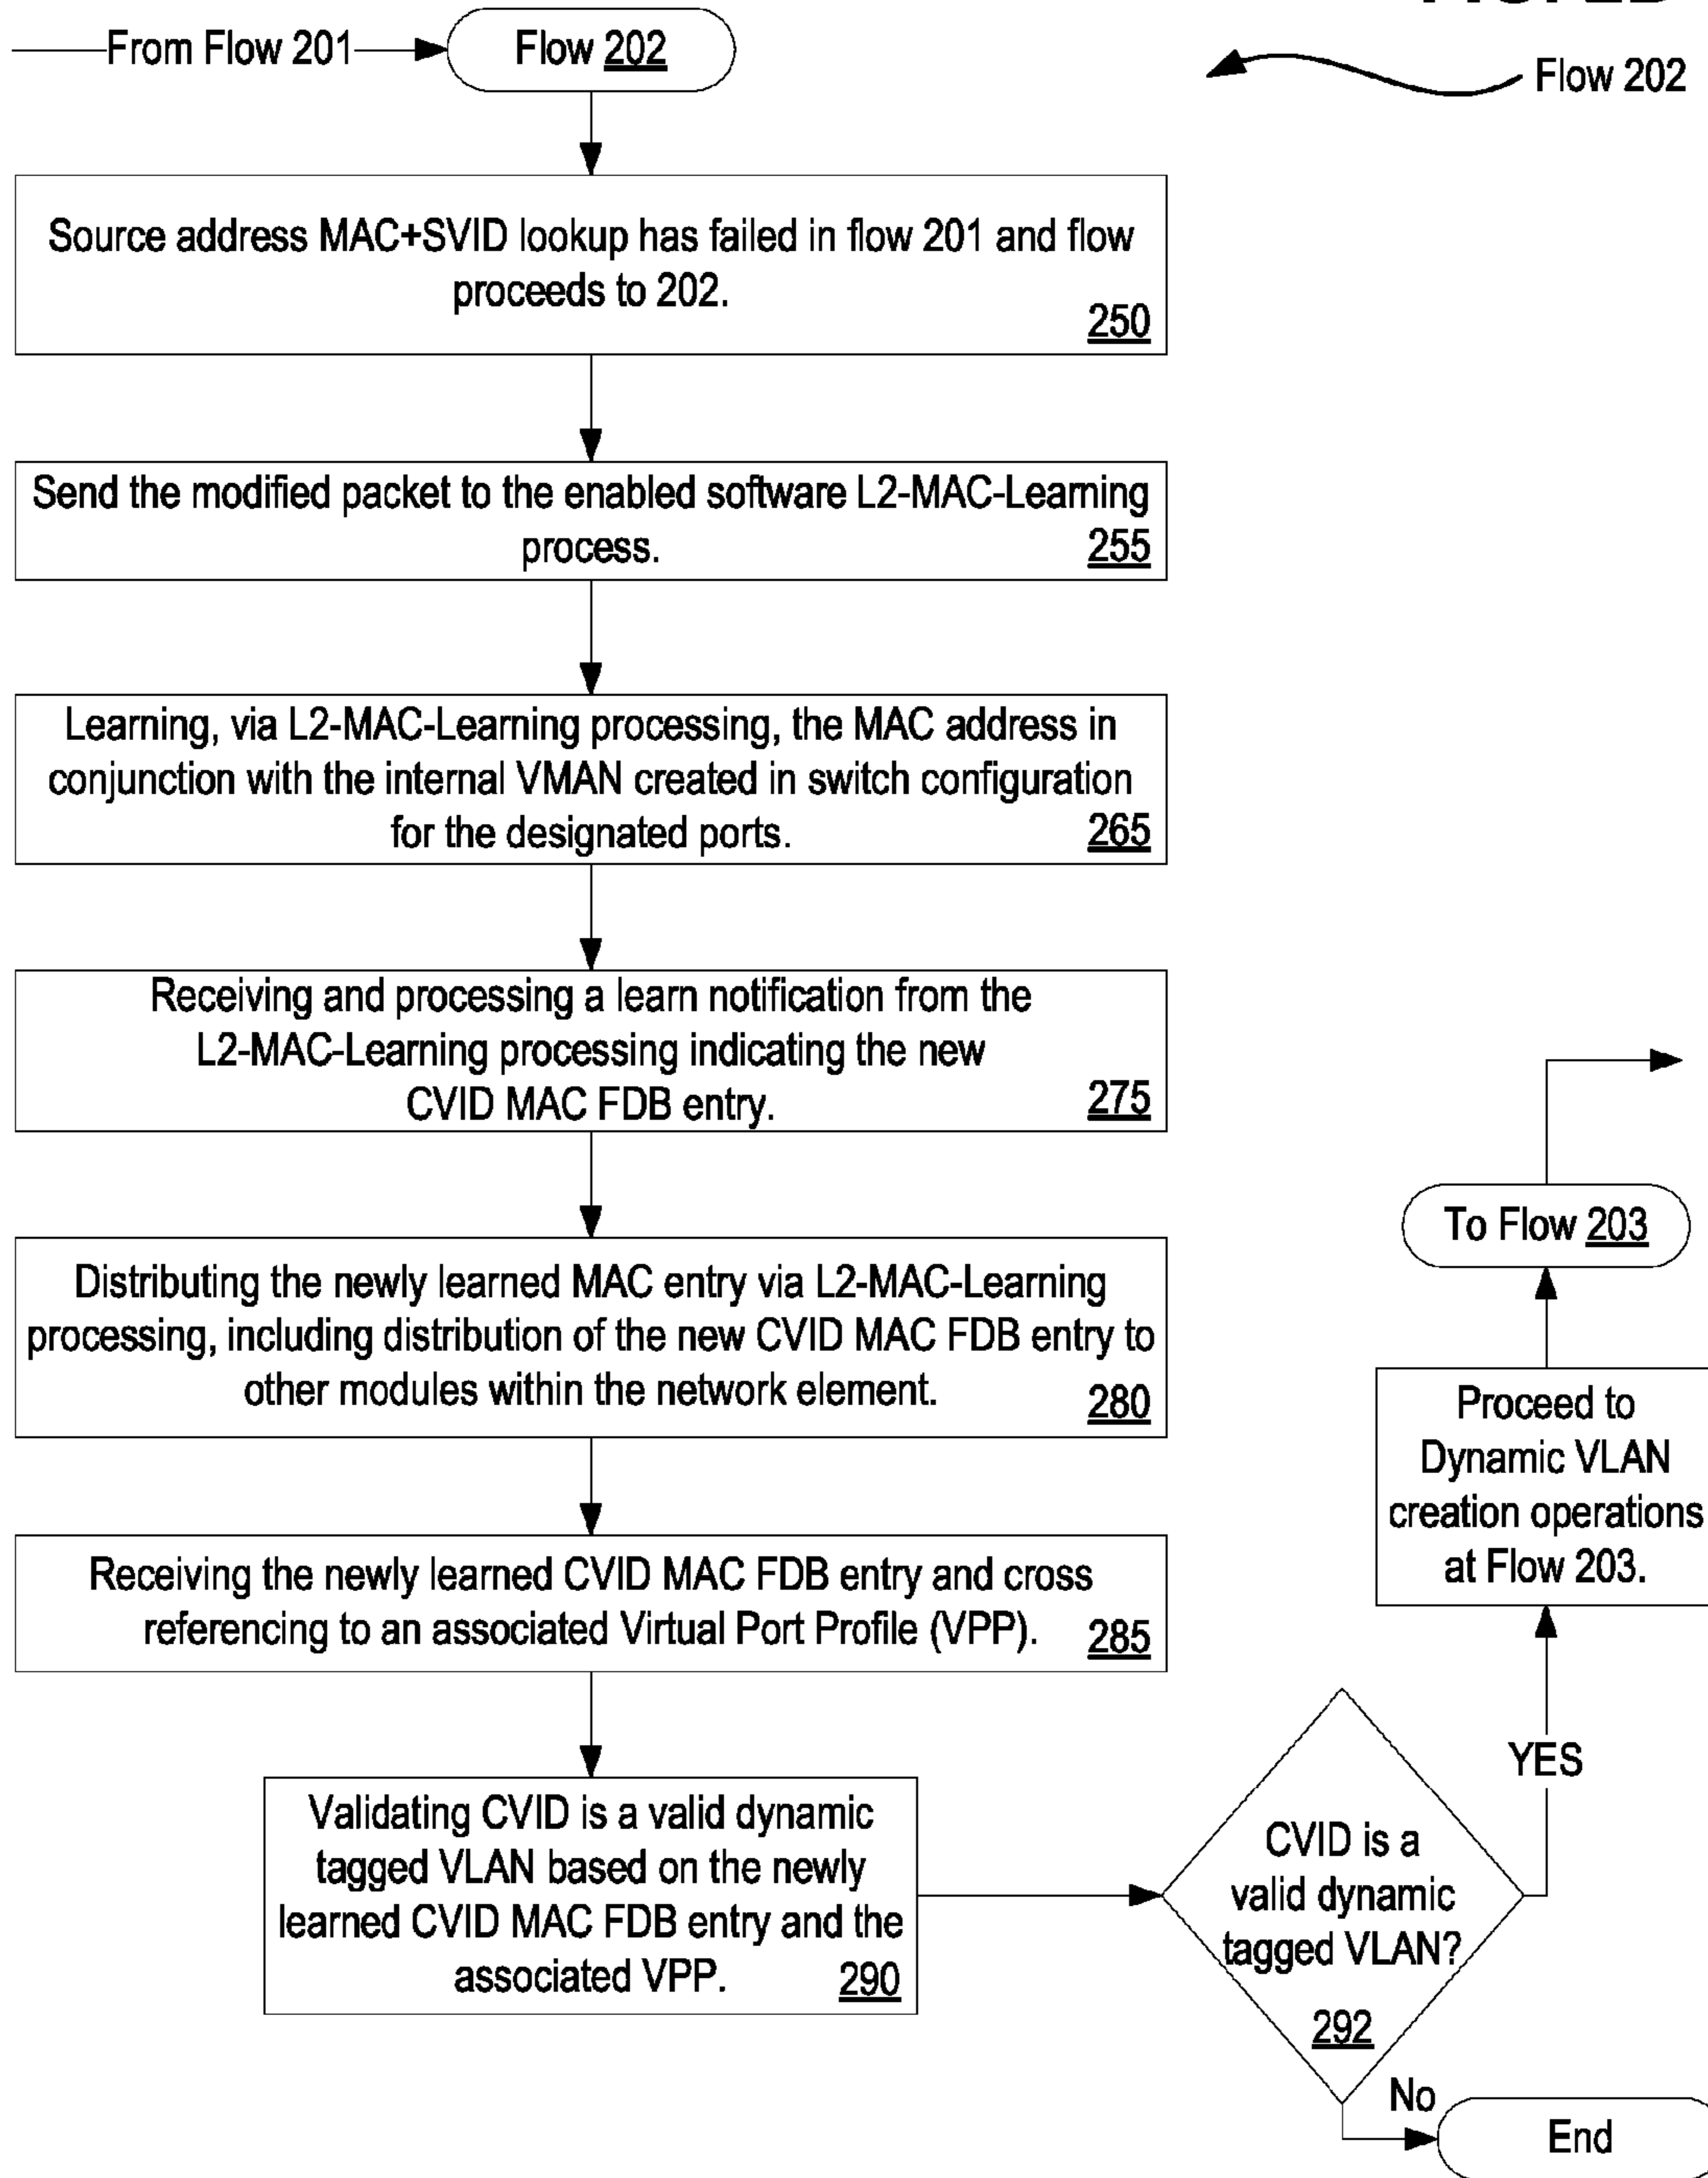 From Flow 201
Flow 202
Flow 202
Source address MAC+SVID lookup has failed in flow 201 and flow
proceeds to 202.
250
Send the modified packet to the enabled software L2-MAC-Learning
process.
255
Learning, via L2-MAC-Learning processing, the MAC address in
conjunction with the internal VMAN created in switch configuration
for the designated ports.
265
Receiving and processing a learn notification from the
L2-MAC-Learning processing indicating the new
CVID MAC FDB entry.
275
Distributing the newly learned MAC entry via L2-MAC-Learning
processing, including distribution of the new CVID MAC FDB entry to
other modules within the network element.
280
Receiving the newly learned CVID MAC FDB entry and cross
referencing to an associated Virtual Port Profile (VPP).
285
Validating CVID is a valid dynamic
tagged VLAN based on the newly
learned CVID MAC FDB entry and the
associated VPP.
290
CVID is a
valid dynamic
tagged VLAN?
292
YES
Proceed to
Dynamic VLAN
creation operations
at Flow 203.
To Flow 203
No
End